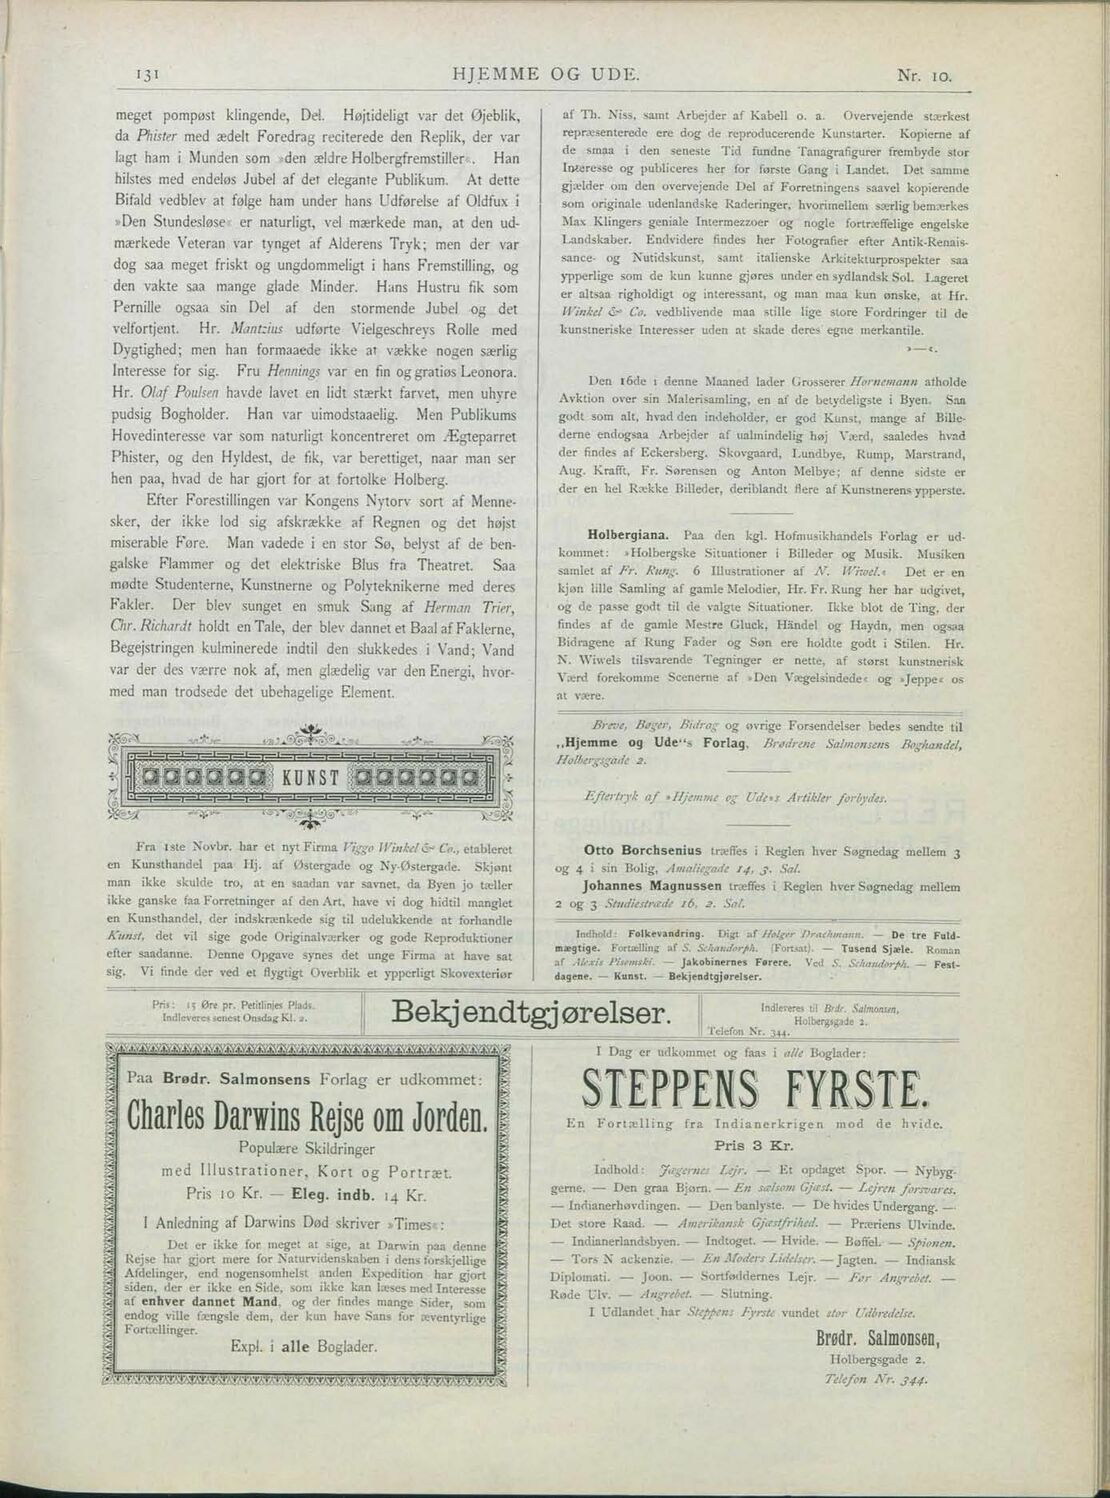 131
HJEMME OG UDE.
Nr. 10.
meget pompøst klingende, Del. Højtideligt var det Øjeblik,
da Phister med ædelt Foredrag reciterede den Replik, der var
lagt ham i Munden som »den ældre Holbergfremstiller«. Han
hilstes med endeløs Jubel af det elegante Publikum. At dette
Bifald vedblev at følge ham under hans Udførelse af Oldfux i
»Den Stundesløse« er naturligt, vel mærkede man, at den ud-
mærkede Veteran var tynget af Alderens Tryk; men der var
dog saa meget friskt og ungdommeligt i hans Fremstilling, og
den vakte saa mange glade Minder. Hans Hustru fik som
Pernille ogsaa sin Del af den stormende Jubel og det
velfortjent. Hr. Mantzius udførte Vielgeschreys Rolle med
Dygtighed; men han formaaede ikke at vække nogen særlig
Interesse for sig. Fru Hennings var en fin og gratiøs Leonora.
Hr. Olaf Poulsen havde lavet en lidt stærkt farvet, men uhyre
pudsig Bogholder. Han var uimodstaaelig. Men Publikums
Hovedinteresse var som naturligt koncentreret om Ægteparret
Phister, og den Hyldest, de fik, var berettiget, naar man ser
hen paa, hvad de har gjort for at fortolke Holberg.
Efter Forestillingen var Kongens Nytorv sort af Menne-
sker, der ikke lod sig afskrække af Regnen og det højst
miserable Føre. Man vadede i en stor Sø, belyst af de ben-
galske Flammer og det elektriske Blus fra Theatret. Saa
mødte Studenterne, Kunstnerne og Polyteknikerne med deres
Fakler. Der blev sunget en smuk Sang af Herman Trier,
Chr. Richardt holdt en Tale, der blev dannet et Baal af Faklerne,
Begejstringen kulminerede indtil den slukkedes i Vand; Vand
var der des værre nok af, men glædelig var den Energi, hvor-
med man trodsede det ubehagelige Element.
KUNST
Fra 1ste Novbr. har et nyt Firma Viggo Winkel & Co., etableret
en Kunsthandel paa Hj. af Østergade og Ny-Østergade. Skjønt
man ikke skulde tro, at en saadan var savnet, da Byen jo tæller
ikke ganske faa Forretninger af den Art, have vi dog hidtil manglet
en Kunsthandel, der indskrænkede sig til udelukkende at forhandle
Kunst, det vil sige gode Originalværker og gode Reproduktioner
efter saadanne. Denne Opgave synes det unge Firma at have sat
sig. Vi finde der ved et flygtigt Overblik et ypperligt Skovexteriør
af Th. Niss, samt Arbejder af Kabell o. a. Overvejende stærkest
repræsenterede ere dog de reproducerende Kunstarter. Kopierne af
de smaa i den seneste Tid fundne Tanagrafigurer frembyde stor
Interesse og publiceres her for første Gang i Landet. Det samme
gjælder om den overvejende Del af Forretningens saavel kopierende
som originale udenlandske Raderinger, hvorimellem særlig bemærkes
Max Klingers geniale Intermezzoer og nogle fortræffelige engelske
Landskaber. Endvidere findes her Fotografier efter Antik-Renais-
sance- og Nutidskunst, samt italienske Arkitekturprospekter saa
ypperlige som de kun kunne gjøres under en sydlandsk Sol. Lageret
er altsaa righoldigt og interessant, og man maa kun ønske, at Hr.
Winkel & Co. vedblivende maa stille lige store Fordringer til de
kunstneriske Interesser uden at skade deres egne merkantile.
»—«.
Den 16de i denne Maaned lader Grosserer Hornemann afholde
Avktion over sin Malerisamling, en af de betydeligste i Byen. Saa
godt som alt, hvad den indeholder, er god Kunst, mange af Bille-
derne endogsaa Arbejder af ualmindelig høj Værd, saaledes hvad
der findes af Eckersberg, Skovgaard, Lundbye, Rump, Marstrand,
Aug. Krafft, Fr. Sørensen og Anton Melbye; af denne sidste er
der en hel Række Billeder, deriblandt flere af Kunstnerens ypperste.
Holbergiana. Paa den kgl. Hofmusikhandels Forlag er ud-
kommet: »Holbergske Situationer i Billeder og Musik. Musiken
samlet af Fr. Rung. 6 Illustrationer af N. Wiwel.« Det er en
kjøn lille Samling af gamle Melodier, Hr. Fr. Rung her har udgivet,
og de passe godt til de valgte Situationer. Ikke blot de Ting, der
findes af de gamle Mestre Gluck, Händel og Haydn, men ogsaa
Bidragene af Rung Fader og Søn ere holdte godt i Stilen. Hr.
N. Wiwels tilsvarende Tegninger er nette, af størst kunstnerisk
Værd forekomme Scenerne af »Den Vægelsindede« og »Jeppe« os
at være.
Breve, Bøger, Bidrag og øvrige Forsendelser bedes sendte til
„Hjemme og Ude“s Forlag, Brødrene Salmonsens Boghandel,
Holbergsgade 2.
Eftertryk af »Hjemme og Ude«s Artikler forbydes.
Otto Borchsenius træffes i Reglen hver Søgnedag mellem 3
og 4 i sin Bolig, Amaliegade 14, 3. Sal.
Johannes Magnussen træffes i Reglen hver Søgnedag mellem
2 og 3 Studiestræde 16, 2. Sal.
Indhold: Folkevandring. Digt af Holger Drachmann. — De tre Fuld-
mægtige. Fortælling af S. Schandorph. (Fortsat). — Tusend Sjæle. Roman
af Alexis Pisemski. — Jakobinernes Førere. Ved S. Schandorph. — Fest-
dagene. — Kunst. — Bekjendtgjørelser.
Pris: 15 Øre pr. Petitlinjes Plads.
Indleveres senest Onsdag Kl. 2.
Bekjendtgjørelser.
Indleveres til Brdr. Salmonsen,
Holbergsgade 2.
Telefon Nr. 344.
Paa Brødr. Salmonsens Forlag er udkommet:
Charles Darwins Rejse om Jorden.
Populære Skildringer
med Illustrationer, Kort og Portræt.
Pris 10 Kr. — Eleg. indb. 14 Kr.
I Anledning af Darwins Død skriver »Times«:
Det er ikke for meget at sige, at Darwin paa denne
Rejse har gjort mere for Naturvidenskaben i dens forskjellige
Afdelinger, end nogensomhelst anden Expedition har gjort
siden, der er ikke en Side, som ikke kan læses med Interesse
af enhver dannet Mand, og der findes mange Sider, som
endog ville fængsle dem, der kun have Sans for æventyrlige
Fortællinger.
Expl. i alle Boglader.
I Dag er udkommet og faas i alle Boglader:
STEPPENS FYRSTE.
En Fortælling fra Indianerkrigen mod de hvide.
Pris 3 Kr.
Indhold: Jægernes Lejr. — Et opdaget Spor. — Nybyg-
gerne. — Den graa Bjørn. — En sælsom Gjæst. — Lejren forsvares.
— Indianerhøvdingen. — Den banlyste. — De hvides Undergang. —
Det store Raad. — Amerikansk Gjæstfrihed. — Præriens Ulvinde.
— Indianerlandsbyen. — Indtoget. — Hvide. — Bøffel. — Spionen.
— Tors N ackenzie. — En Moders Lidelser. — Jagten. — Indiansk
Diplomati. — Joon. — Sortføddernes Lejr. — Før Angrebet. —
Røde Ulv. — Angrebet. — Slutning.
I Udlandet har Steppens Fyrste vundet stor Udbredelse.
Brødr. Salmonsen,
Holbergsgade 2.
Telefon Nr. 344.